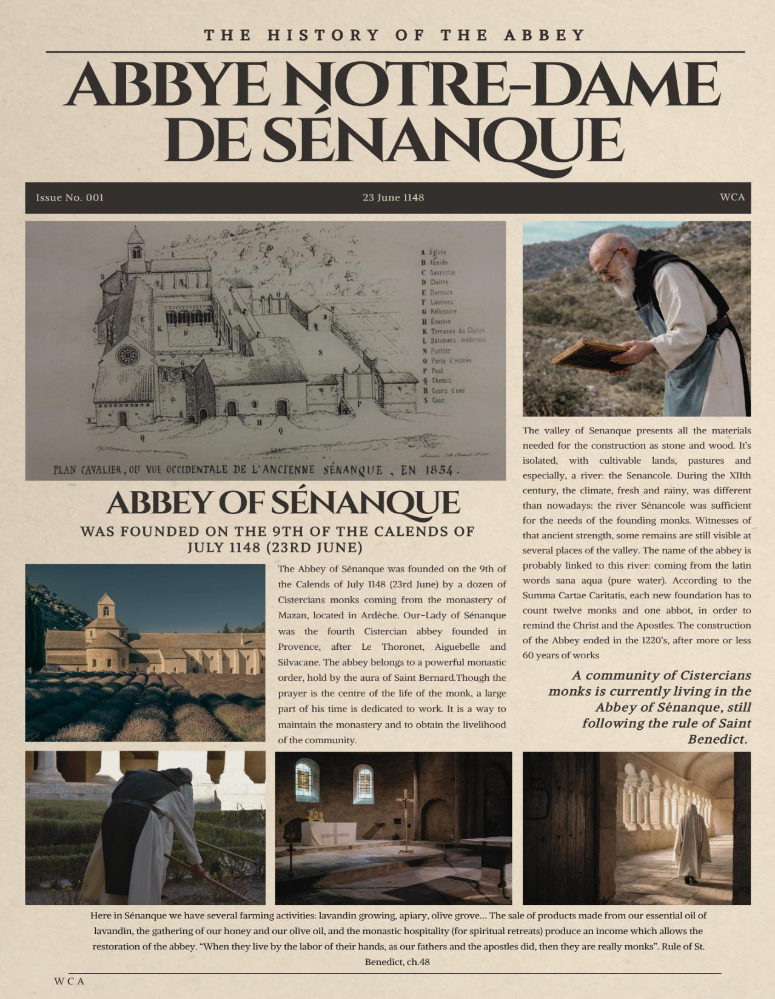 THE HISTORY OF THE ABBEY
ABBYE NOTRE-DAME
DE SÉNANQUE
Issue No. 001
23 June 1148
WCA
A Église
B Abside
C Sacristie
D Cloître
E Dortoirs
F Latrines
G Réfectoire
H Écuries
K Terrasse du Cloître
L Bâtimens modernes
N Portier
O Porte d'entrée
P Pont
Q Chemin
R Cours d'eau
S Cour
PLAN CAVALIER, OU VUE OCCIDENTALE DE L'ANCIENNE SÉNANQUE, EN 1854.
ABBEY OF SÉNANQUE
WAS FOUNDED ON THE 9TH OF THE CALENDS OF
JULY 1148 (23RD JUNE)
The Abbey of Sénanque was founded on the 9th of
the Calends of July 1148 (23rd June) by a dozen of
Cistercians monks coming from the monastery of
Mazan, located in Ardèche. Our-Lady of Sénanque
was the fourth Cistercian abbey founded in
Provence, after Le Thoronet, Aiguebelle and
Silvacane. The abbey belongs to a powerful monastic
order, hold by the aura of Saint Bernard.Though the
prayer is the centre of the life of the monk, a large
part of his time is dedicated to work. It is a way to
maintain the monastery and to obtain the livelihood
of the community.
The valley of Senanque presents all the materials
needed for the construction as stone and wood. It's
isolated, with cultivable lands, pastures and
especially, a river: the Senancole. During the XIIth
century, the climate, fresh and rainy, was different
than nowadays: the river Sénancole was sufficient
for the needs of the founding monks. Witnesses of
that ancient strength, some remains are still visible at
several places of the valley. The name of the abbey is
probably linked to this river: coming from the latin
words sana aqua (pure water). According to the
Summa Cartae Caritatis, each new foundation has to
count twelve monks and one abbot, in order to
remind the Christ and the Apostles. The construction
of the Abbey ended in the 1220's, after more or less
60 years of works
A community of Cistercians
monks is currently living in the
Abbey of Sénanque, still
following the rule of Saint
Benedict.
Here in Sénanque we have several farming activities: lavandin growing, apiary, olive grove... The sale of products made from our essential oil of
lavandin, the gathering of our honey and our olive oil, and the monastic hospitality (for spiritual retreats) produce an income which allows the
restoration of the abbey. “When they live by the labor of their hands, as our fathers and the apostles did, then they are really monks”. Rule of St.
Benedict, ch.48
WCA